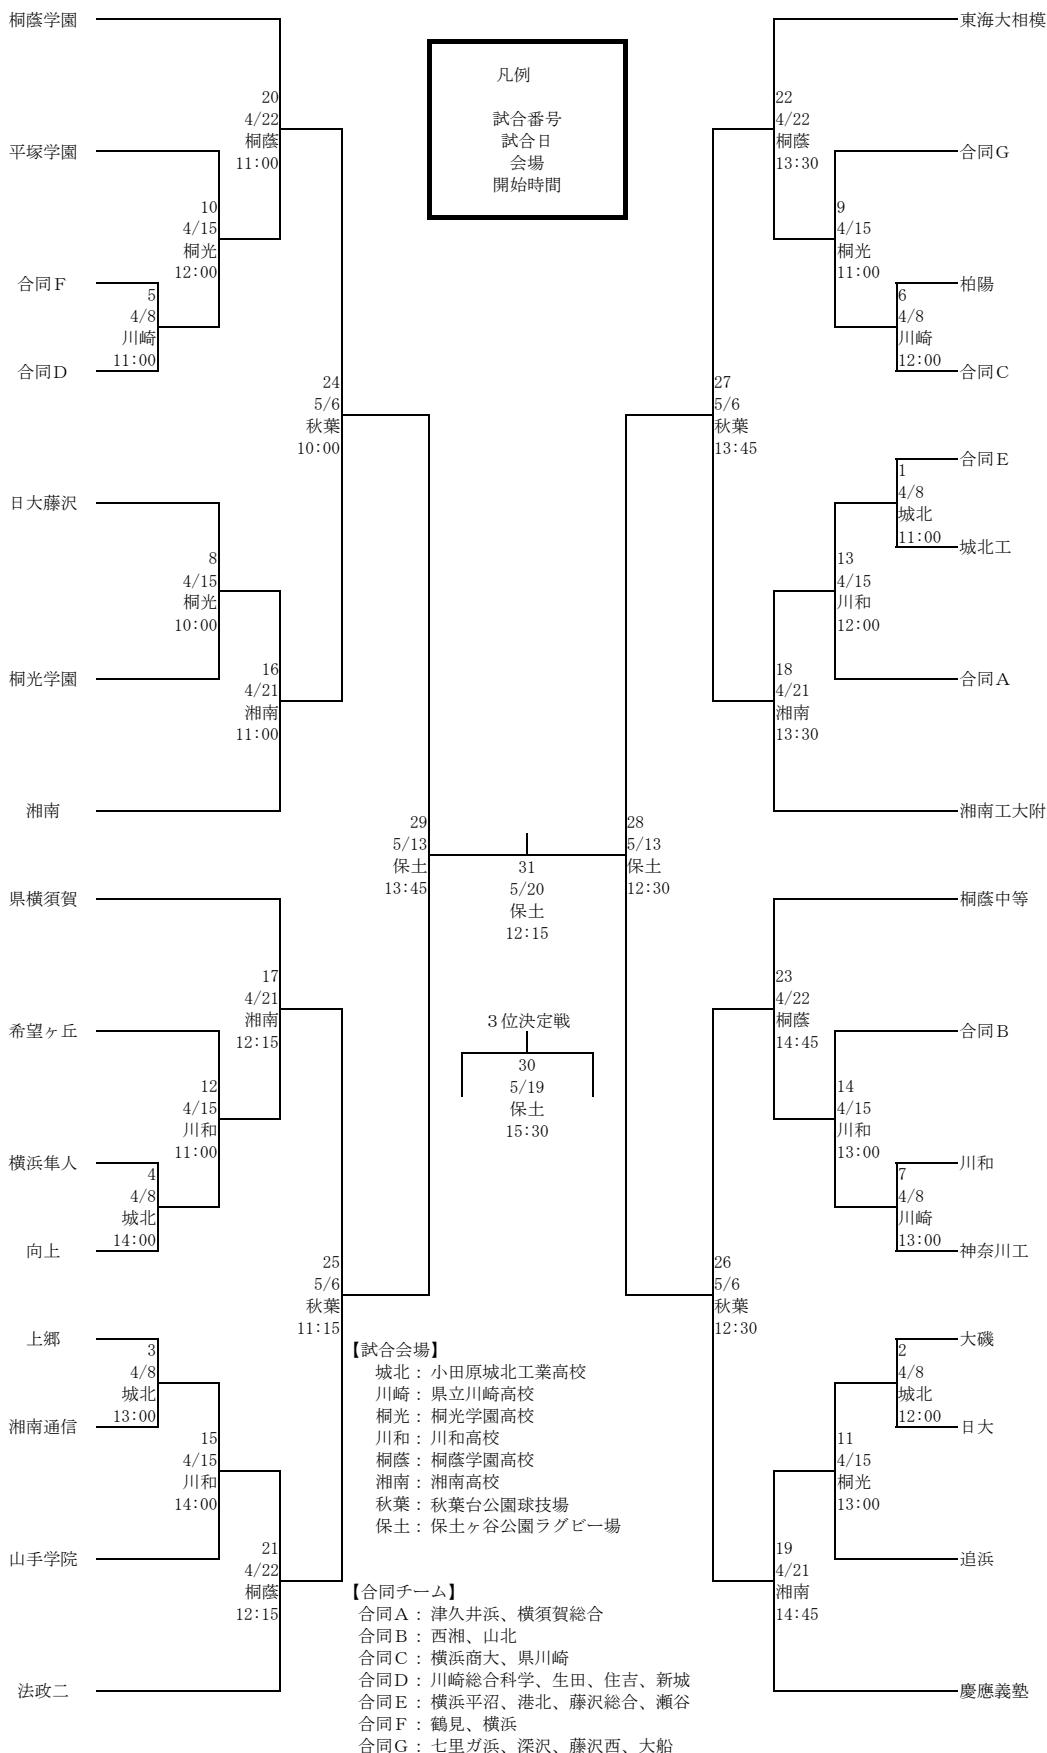 桐蔭学園
20
4/22
桐蔭
11:00
平塚学園
10
4/15
桐光
12:00
合同F
5
4/8
川崎
11:00
合同D
24
5/6
秋葉
10:00
日大藤沢
8
4/15
桐光
10:00
桐光学園
16
4/21
湘南
11:00
湘南
29
5/13
保土
13:45
県横須賀
17
4/21
湘南
12:15
希望ヶ丘
12
4/15
川和
11:00
横浜隼人
4
4/8
城北
14:00
向上
25
5/6
秋葉
11:15
上郷
3
4/8
城北
13:00
湘南通信
15
4/15
川和
14:00
山手学院
21
4/22
桐蔭
12:15
法政二
凡例
試合番号
試合日
会場
開始時間
31
5/20
保土
12:15
3位決定戦
30
5/19
保土
15:30
東海大相模
22
4/22
桐蔭
13:30
合同G
9
4/15
桐光
11:00
柏陽
6
4/8
川崎
12:00
合同C
27
5/6
秋葉
13:45
合同E
1
4/8
城北
11:00
城北工
13
4/15
川和
12:00
合同A
18
4/21
湘南
13:30
湘南工大附
28
5/13
保土
12:30
桐蔭中等
23
4/22
桐蔭
14:45
合同B
14
4/15
川和
13:00
川和
7
4/8
川崎
13:00
神奈川工
26
5/6
秋葉
12:30
大磯
2
4/8
城北
12:00
日大
11
4/15
桐光
13:00
追浜
19
4/21
湘南
14:45
慶應義塾
【試合会場】
城北：小田原城北工業高校
川崎：県立川崎高校
桐光：桐光学園高校
川和：川和高校
桐蔭：桐蔭学園高校
湘南：湘南高校
秋葉：秋葉台公園球技場
保土：保土ヶ谷公園ラグビー場
【合同チーム】
合同A：津久井浜、横須賀総合
合同B：西湘、山北
合同C：横浜商大、県川崎
合同D：川崎総合科学、生田、住吉、新城
合同E：横浜平沼、港北、藤沢総合、瀬谷
合同F：鶴見、横浜
合同G：七里ガ浜、深沢、藤沢西、大船